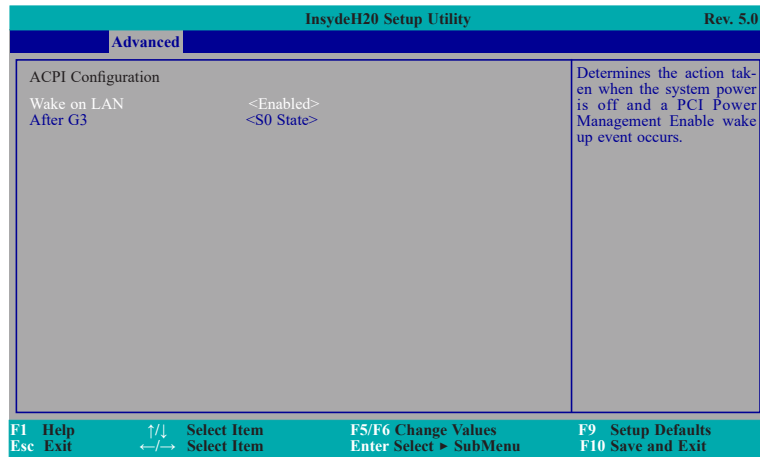 InsydeH20 Setup Utility Rev. 5.0
Advanced
ACPI Configuration
Wake on LAN <Enabled>
After G3 <S0 State>
Determines the action tak-
en when the system power
is off and a PCI Power
Management Enable wake
up event occurs.
F1 Help ↑/↓ Select Item F5/F6 Change Values F9 Setup Defaults
Esc Exit ←/→ Select Item Enter Select ► SubMenu F10 Save and Exit